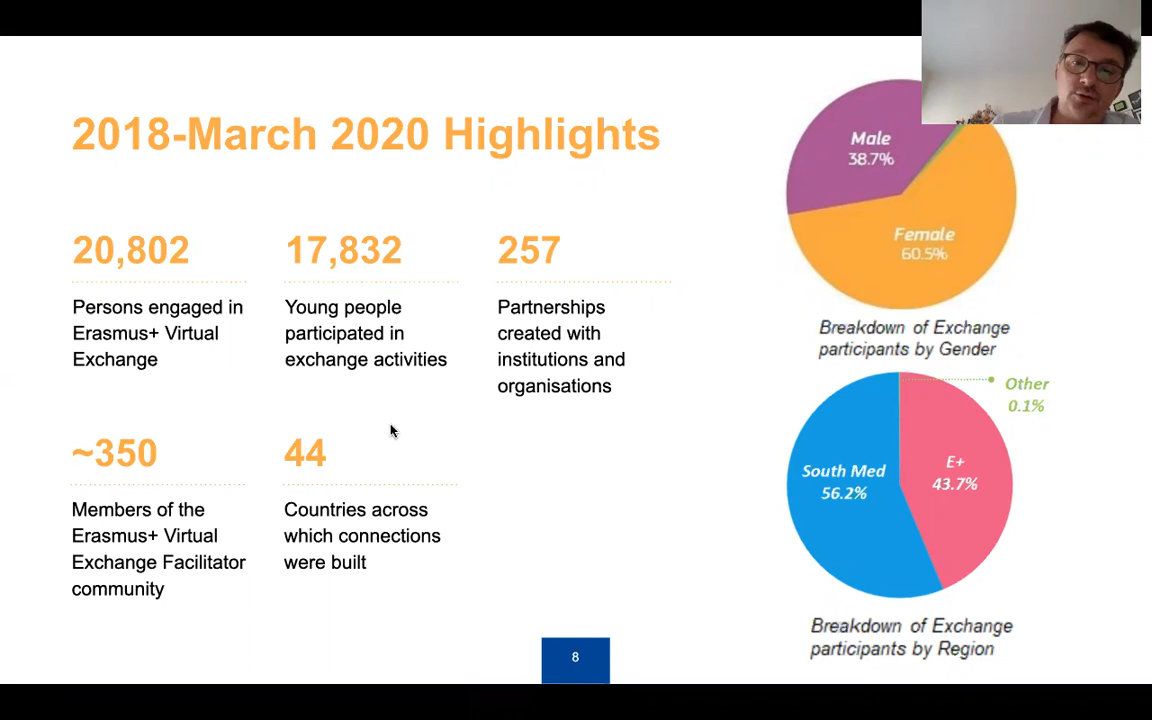 2018-March 2020 Highlights
20,802
Persons engaged in
Erasmus+ Virtual
Exchange
17,832
Young people
participated in
exchange activities
257
Partnerships
created with
institutions and
organisations
~350
Members of the
Erasmus+ Virtual
Exchange Facilitator
community
44
Countries across
which connections
were built
Male
38.7%
Female
60.5%
Breakdown of Exchange
participants by Gender
Other
0.1%
South Med
56.2%
E+
43.7%
Breakdown of Exchange
participants by Region
8